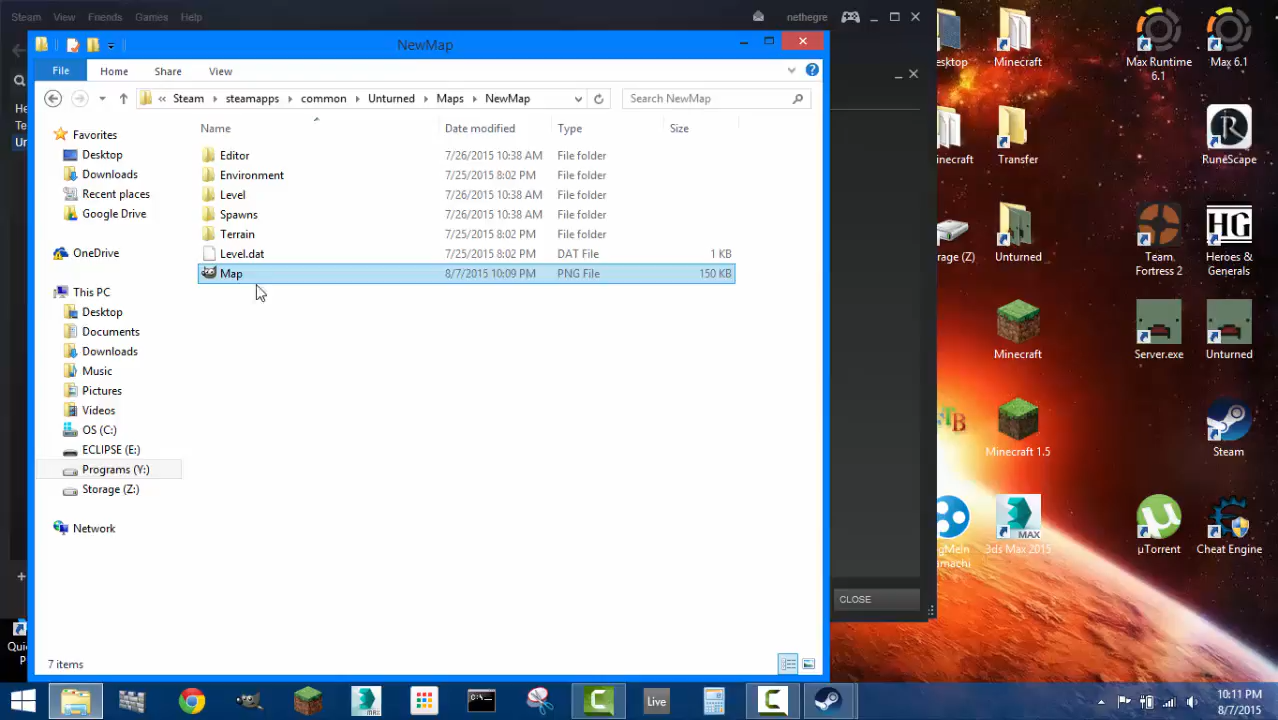 Steam View Friends Games Help
nethegre
NewMap
File Home Share View
« Steam steamapps common Unturned Maps NewMap
Search NewMap
Name Date modified Type Size
Favorites
Desktop
Downloads
Recent places
Google Drive
OneDrive
This PC
Desktop
Documents
Downloads
Music
Pictures
Videos
OS (C:)
ECLIPSE (E:)
Programs (Y:)
Storage (Z:)
Network
Editor 7/26/2015 10:38 AM File folder
Environment 7/25/2015 8:02 PM File folder
Level 7/26/2015 10:38 AM File folder
Spawns 7/26/2015 10:38 AM File folder
Terrain 7/25/2015 8:02 PM File folder
Level.dat 7/25/2015 8:02 PM DAT File 1 KB
Map 8/7/2015 10:09 PM PNG File 150 KB
7 items
CLOSE
Minecraft
Max Runtime 6.1
Max 6.1
Transfer
RuneScape
Unturned
Team Fortress 2
HG
Heroes & Generals
Minecraft
Server.exe
Unturned
Minecraft 1.5
Steam
MAX
3ds Max 2015
µTorrent
Cheat Engine
Live
10:11 PM
8/7/2015